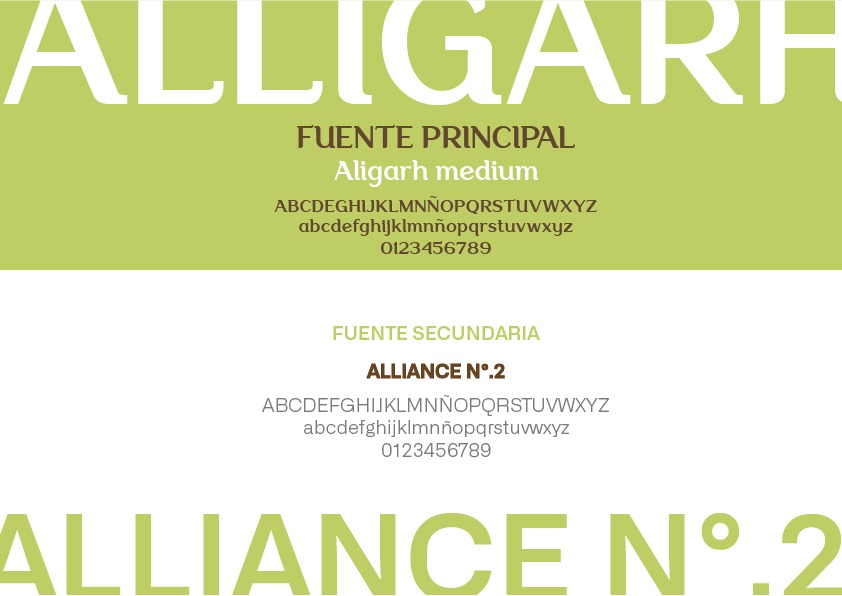 ALLIGARH
FUENTE PRINCIPAL
Aligarh medium
ABCDEGHIJKLMNÑOPQRSTUVWXYZ
abcdefghijklmnñopqrstuvwxyz
0123456789
FUENTE SECUNDARIA
ALLIANCE N°.2
ABCDEFGHIJKLMNÑOPQRSTUVWXYZ
abcdefghijklmnñopqrstuvwxyz
0123456789
ALLIANCE N°.2